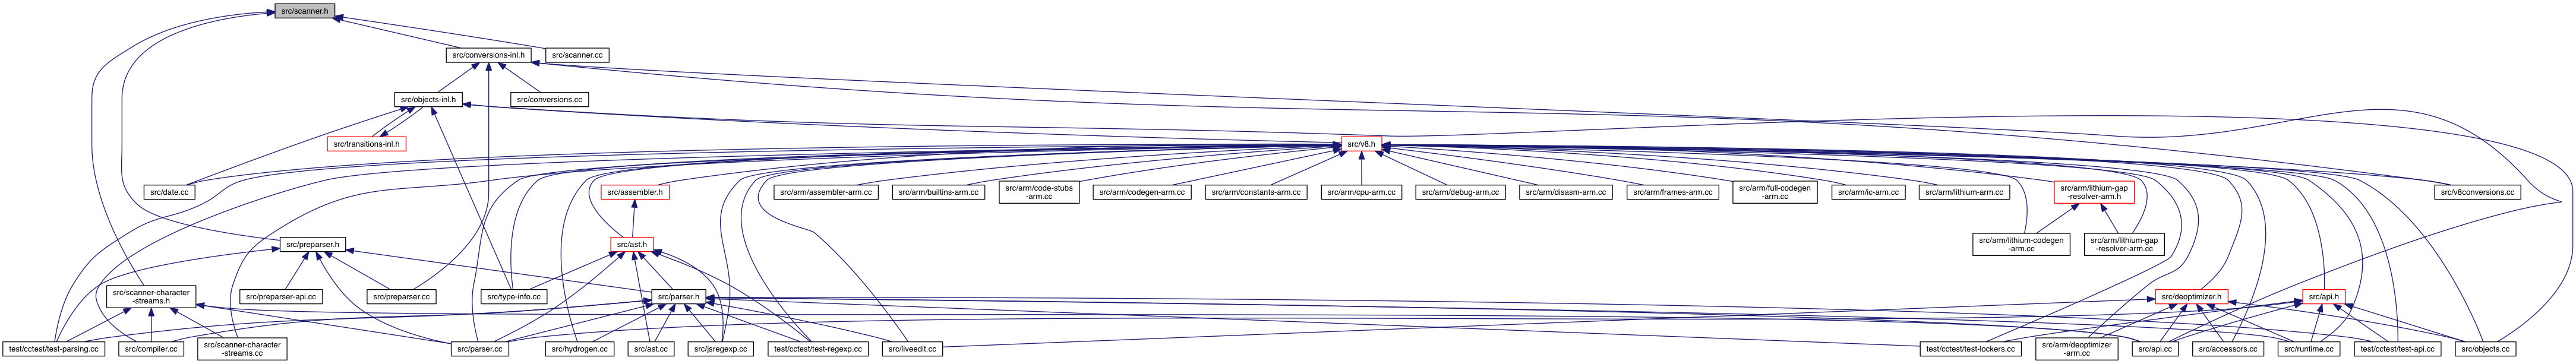 src/scanner.h
src/conversions-inl.h
src/scanner.cc
src/objects-inl.h
src/conversions.cc
src/transitions-inl.h
src/v8.h
src/date.cc
src/assembler.h
src/arm/assembler-arm.cc
src/arm/builtins-arm.cc
src/arm/code-stubs
-arm.cc
src/arm/codegen-arm.cc
src/arm/constants-arm.cc
src/arm/cpu-arm.cc
src/arm/debug-arm.cc
src/arm/disasm-arm.cc
src/arm/frames-arm.cc
src/arm/full-codegen
-arm.cc
src/arm/ic-arm.cc
src/arm/lithium-arm.cc
src/arm/lithium-gap
-resolver-arm.h
src/v8conversions.cc
src/preparser.h
src/ast.h
src/arm/lithium-codegen
-arm.cc
src/arm/lithium-gap
-resolver-arm.cc
src/scanner-character
-streams.h
src/preparser-api.cc
src/preparser.cc
src/type-info.cc
src/parser.h
src/deoptimizer.h
src/api.h
test/cctest/test-parsing.cc
src/compiler.cc
src/scanner-character
-streams.cc
src/parser.cc
src/hydrogen.cc
src/ast.cc
src/jsregexp.cc
test/cctest/test-regexp.cc
src/liveedit.cc
test/cctest/test-lockers.cc
src/arm/deoptimizer
-arm.cc
src/api.cc
src/accessors.cc
src/runtime.cc
test/cctest/test-api.cc
src/objects.cc